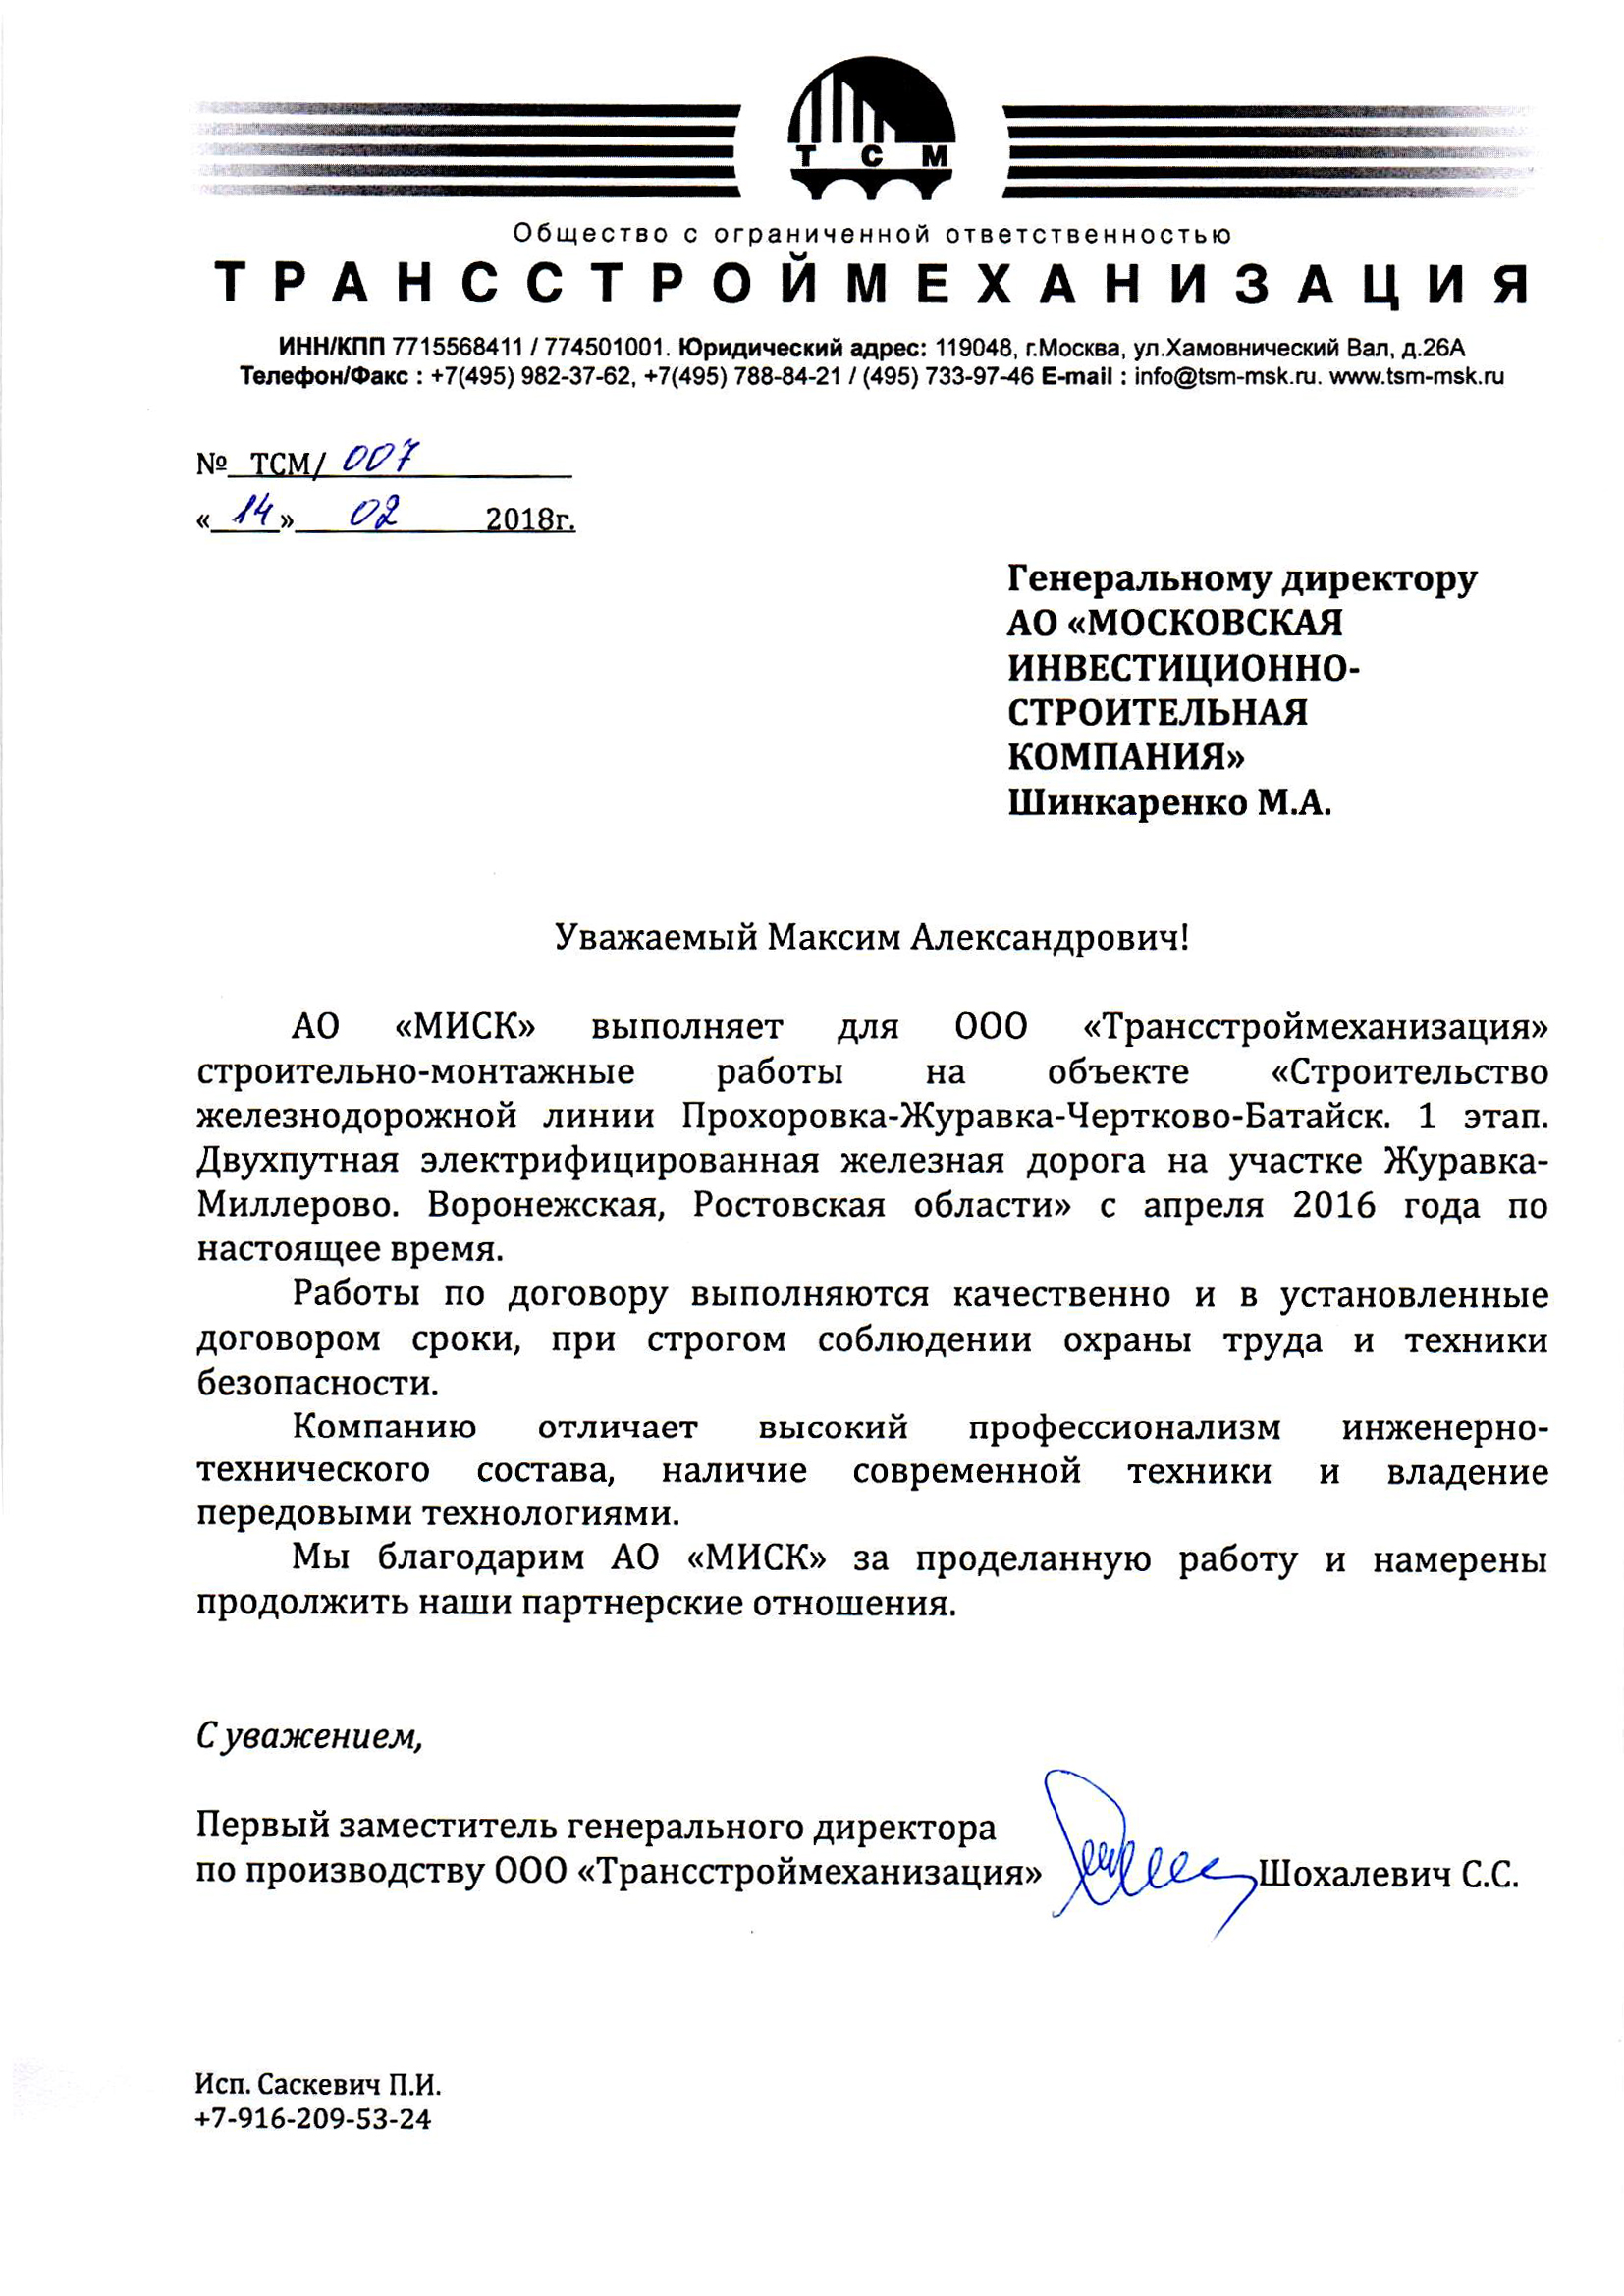 Т С М
Общество с ограниченной ответственностью
ТРАНССТРОЙМЕХАНИЗАЦИЯ
ИНН/КПП 7715568411 / 774501001. Юридический адрес: 119048, г.Москва, ул.Хамовнический Вал, д.26А
Телефон/Факс : +7(495) 982-37-62, +7(495) 788-84-21 / (495) 733-97-46 E-mail : info@tsm-msk.ru. www.tsm-msk.ru
№ ТСМ/ 007
«14» 02 2018г.
Генеральному директору
АО «МОСКОВСКАЯ
ИНВЕСТИЦИОННО-
СТРОИТЕЛЬНАЯ
КОМПАНИЯ»
Шинкаренко М.А.
Уважаемый Максим Александрович!
АО «МИСК» выполняет для ООО «Трансстроймеханизация»
строительно-монтажные работы на объекте «Строительство
железнодорожной линии Прохоровка-Журавка-Чертково-Батайск. 1 этап.
Двухпутная электрифицированная железная дорога на участке Журавка-
Миллерово. Воронежская, Ростовская области» с апреля 2016 года по
настоящее время.
Работы по договору выполняются качественно и в установленные
договором сроки, при строгом соблюдении охраны труда и техники
безопасности.
Компанию отличает высокий профессионализм инженерно-
технического состава, наличие современной техники и владение
передовыми технологиями.
Мы благодарим АО «МИСК» за проделанную работу и намерены
продолжить наши партнерские отношения.
С уважением,
Первый заместитель генерального директора
по производству ООО «Трансстроймеханизация» Шохалевич С.С.
Исп. Саскевич П.И.
+7-916-209-53-24